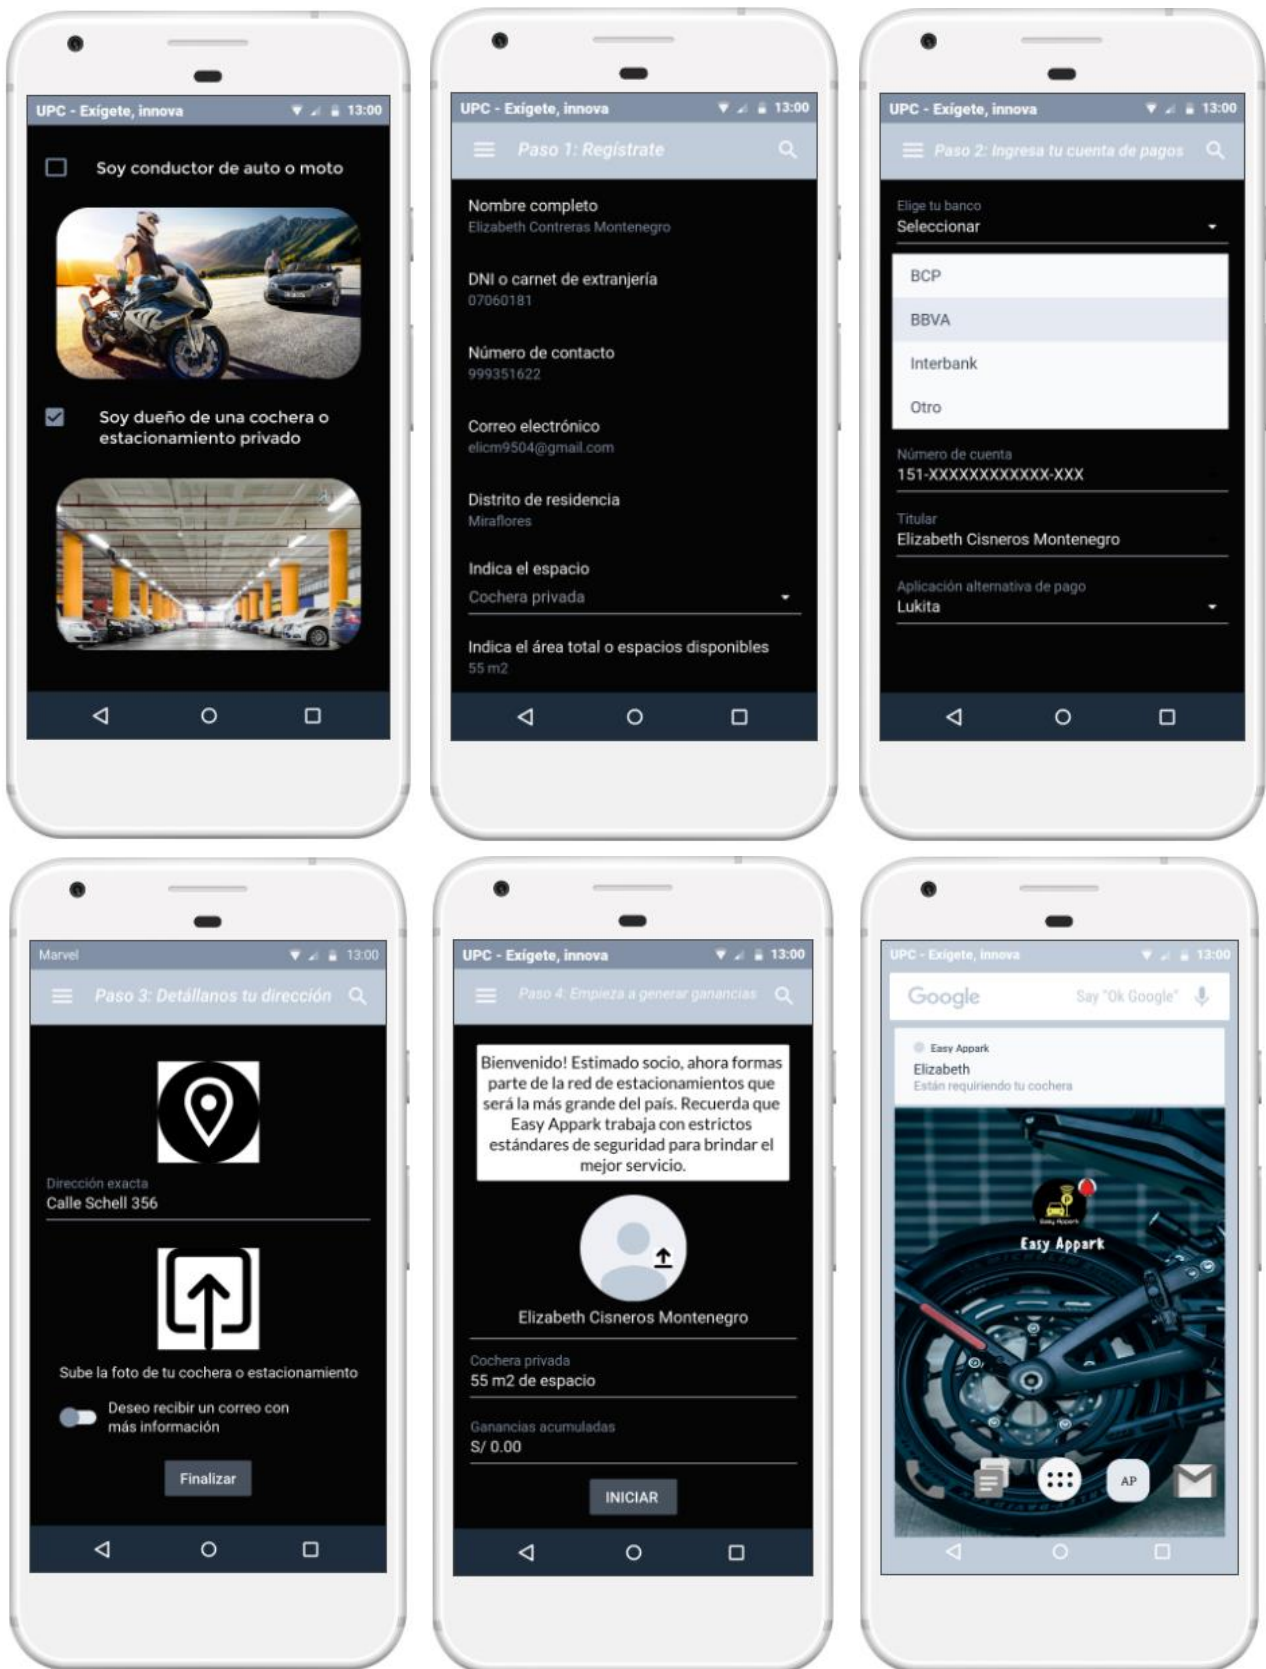 UPC - Exígete, innova
13:00
Soy conductor de auto o moto
Soy dueño de una cochera o
estacionamiento privado
UPC - Exígete, innova
13:00
Paso 1: Regístrate
Nombre completo
Elizabeth Contreras Montenegro
DNI o carnet de extranjería
07060181
Número de contacto
999351622
Correo electrónico
elicm9504@gmail.com
Distrito de residencia
Miraflores
Indica el espacio
Cochera privada
Indica el área total o espacios disponibles
55 m2
UPC - Exígete, innova
13:00
Paso 2: Ingresa tu cuenta de pagos
Elige tu banco
Seleccionar
BCP
BBVA
Interbank
Otro
Número de cuenta
151-XXXXXXXXXXXX-XXX
Titular
Elizabeth Cisneros Montenegro
Aplicación alternativa de pago
Lukita
Marvel
13:00
Paso 3: Detállanos tu dirección
Dirección exacta
Calle Schell 356
Sube la foto de tu cochera o estacionamiento
Deseo recibir un correo con
más información
Finalizar
UPC - Exígete, innova
13:00
Paso 4: Empieza a generar ganancias
Bienvenido! Estimado socio, ahora formas
parte de la red de estacionamientos que
será la más grande del país. Recuerda que
Easy Appark trabaja con estrictos
estándares de seguridad para brindar el
mejor servicio.
Elizabeth Cisneros Montenegro
Cochera privada
55 m2 de espacio
Ganancias acumuladas
S/ 0.00
INICIAR
UPC - Exígete, innova
13:00
Google
Say "Ok Google"
Easy Appark
Elizabeth
Están requiriendo tu cochera
P
Easy Appark
Easy Appark
AP